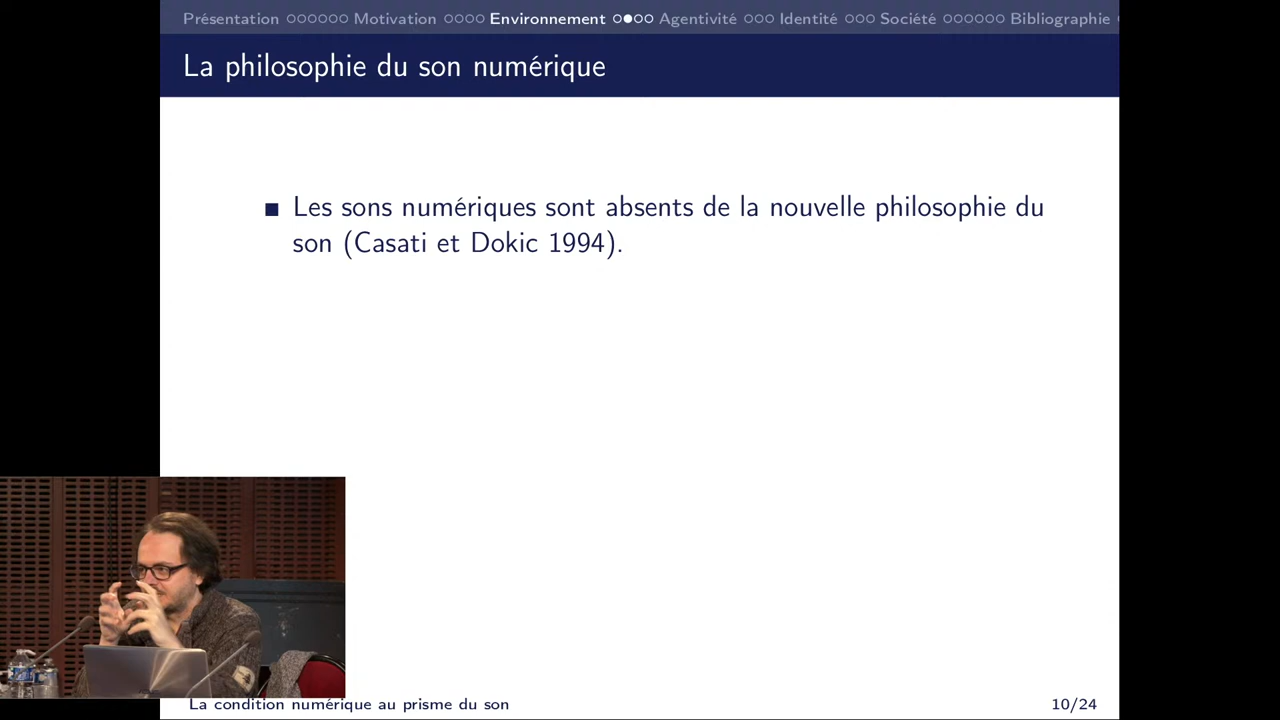 Présentation Motivation Environnement Agentivité Identité Société Bibliographie
La philosophie du son numérique
Les sons numériques sont absents de la nouvelle philosophie du
son (Casati et Dokic 1994).
La condition numérique au prisme du son 10/24